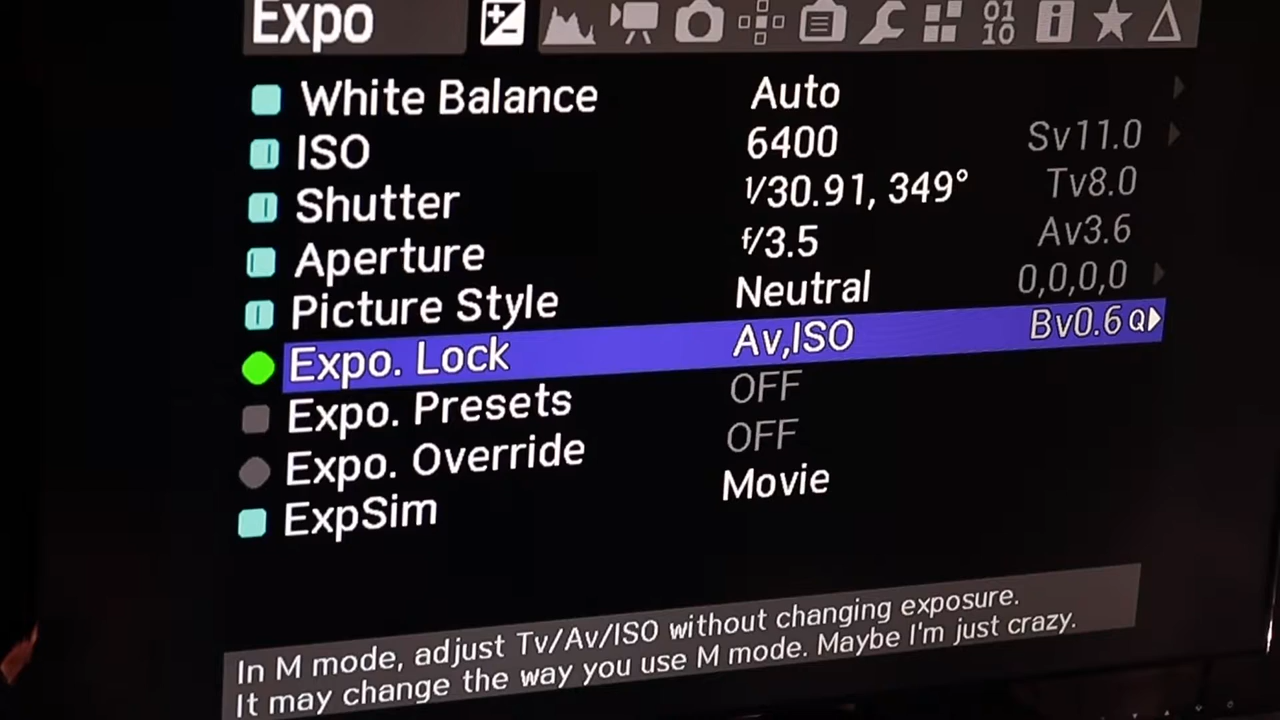 Expo
01
10
White Balance Auto
ISO 6400 Sv11.0
Shutter 1/30.91, 349° Tv8.0
Aperture f/3.5 Av3.6
Picture Style Neutral 0,0,0,0
Expo. Lock Av,ISO Bv0.6 Q
Expo. Presets OFF
Expo. Override OFF
ExpSim Movie
In M mode, adjust Tv/Av/ISO without changing exposure.
It may change the way you use M mode. Maybe I'm just crazy.